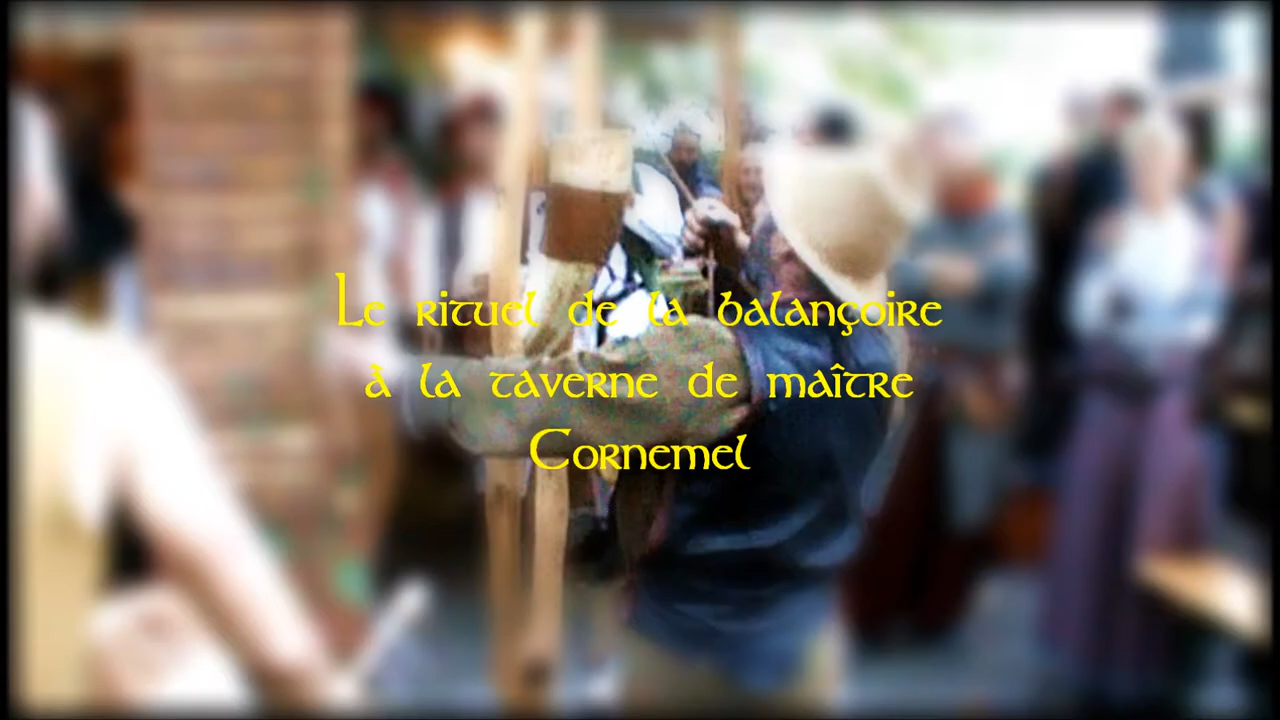 Le rituel de la balançoire
à la taverne de maître
Cornemel